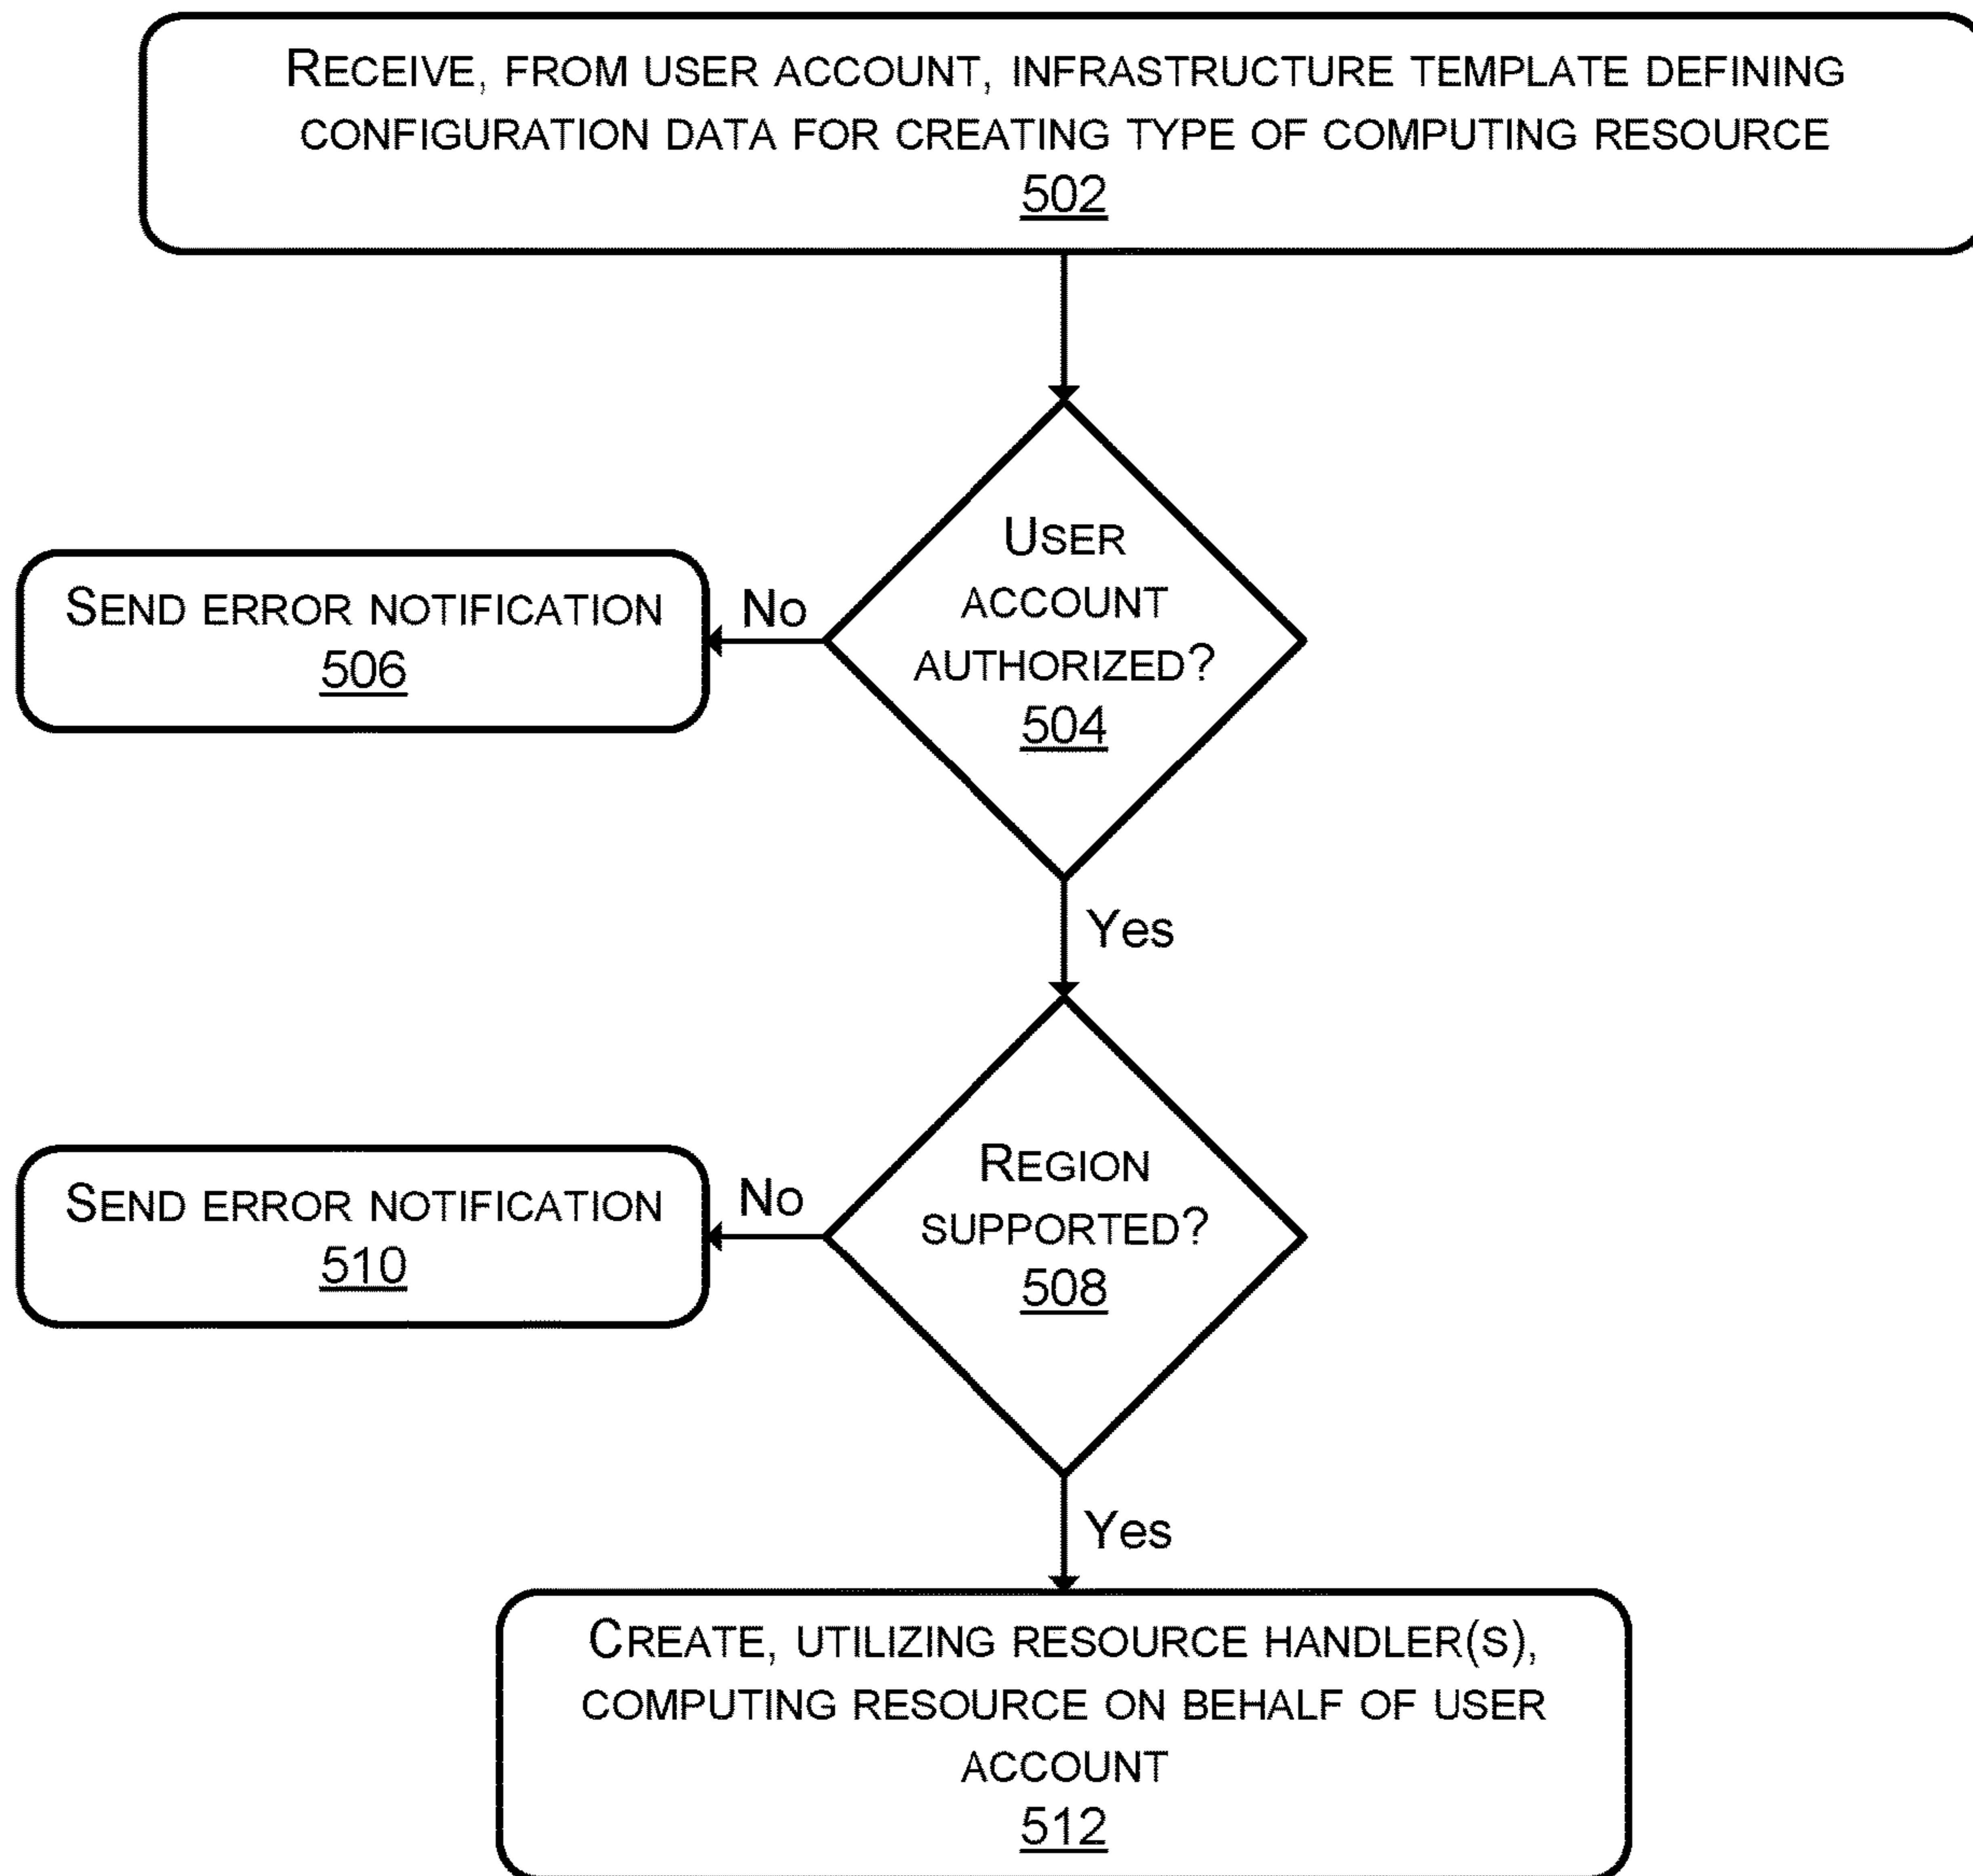 RECEIVE, FROM USER ACCOUNT, INFRASTRUCTURE TEMPLATE DEFINING
CONFIGURATION DATA FOR CREATING TYPE OF COMPUTING RESOURCE
502
USER
ACCOUNT
AUTHORIZED?
504
No
SEND ERROR NOTIFICATION
506
Yes
REGION
SUPPORTED?
508
No
SEND ERROR NOTIFICATION
510
Yes
CREATE, UTILIZING RESOURCE HANDLER(S),
COMPUTING RESOURCE ON BEHALF OF USER
ACCOUNT
512